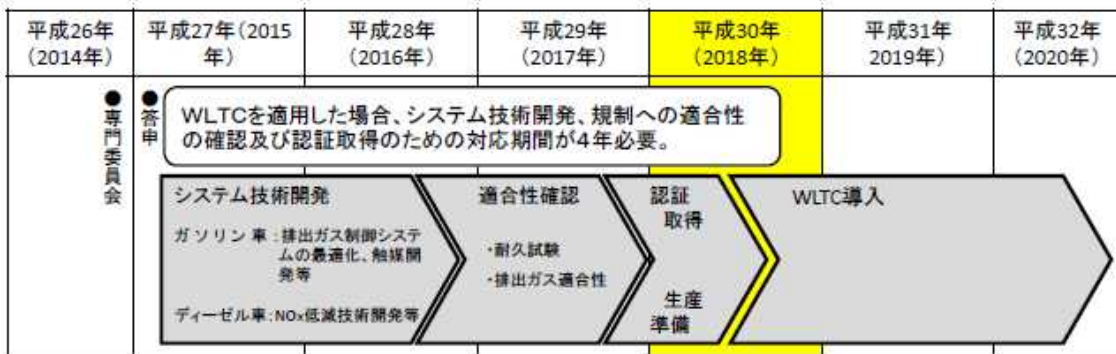 平成26年
(2014年)
平成27年(2015
年)
平成28年
(2016年)
平成29年
(2017年)
平成30年
(2018年)
平成31年
2019年)
平成32年
(2020年)
●専門委員会
●答申
WLTCを適用した場合、システム技術開発、規制への適合性
の確認及び認証取得のための対応期間が4年必要。
システム技術開発
ガソリン車:排出ガス制御システ
ムの最適化、触媒開
発等
ディーゼル車:NOx低減技術開発等
適合性確認
・耐久試験
・排出ガス適合性
認証
取得
生産
準備
WLTC導入